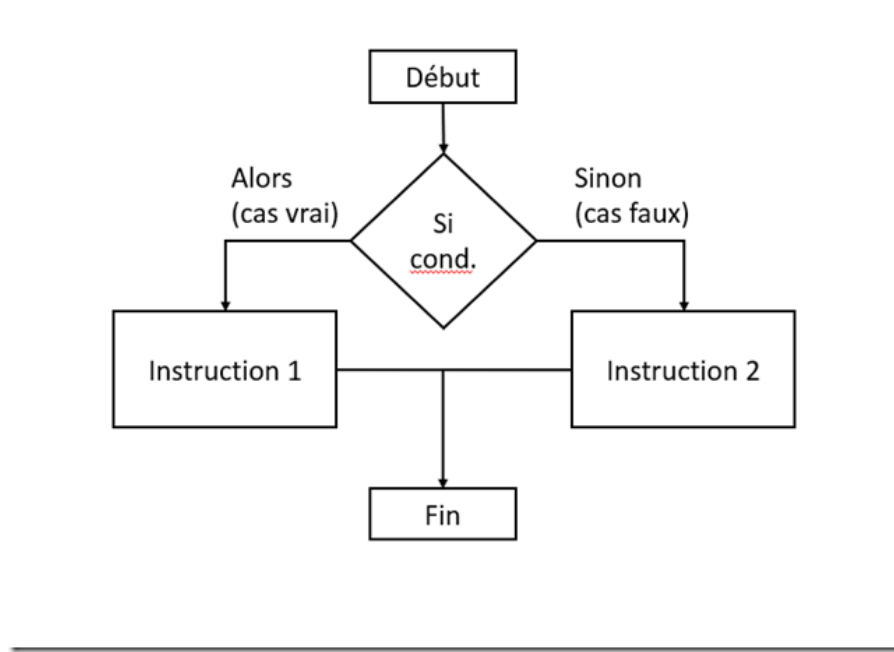 Début
Alors
(cas vrai)
Sinon
(cas faux)
Si
cond.
Instruction 1
Instruction 2
Fin